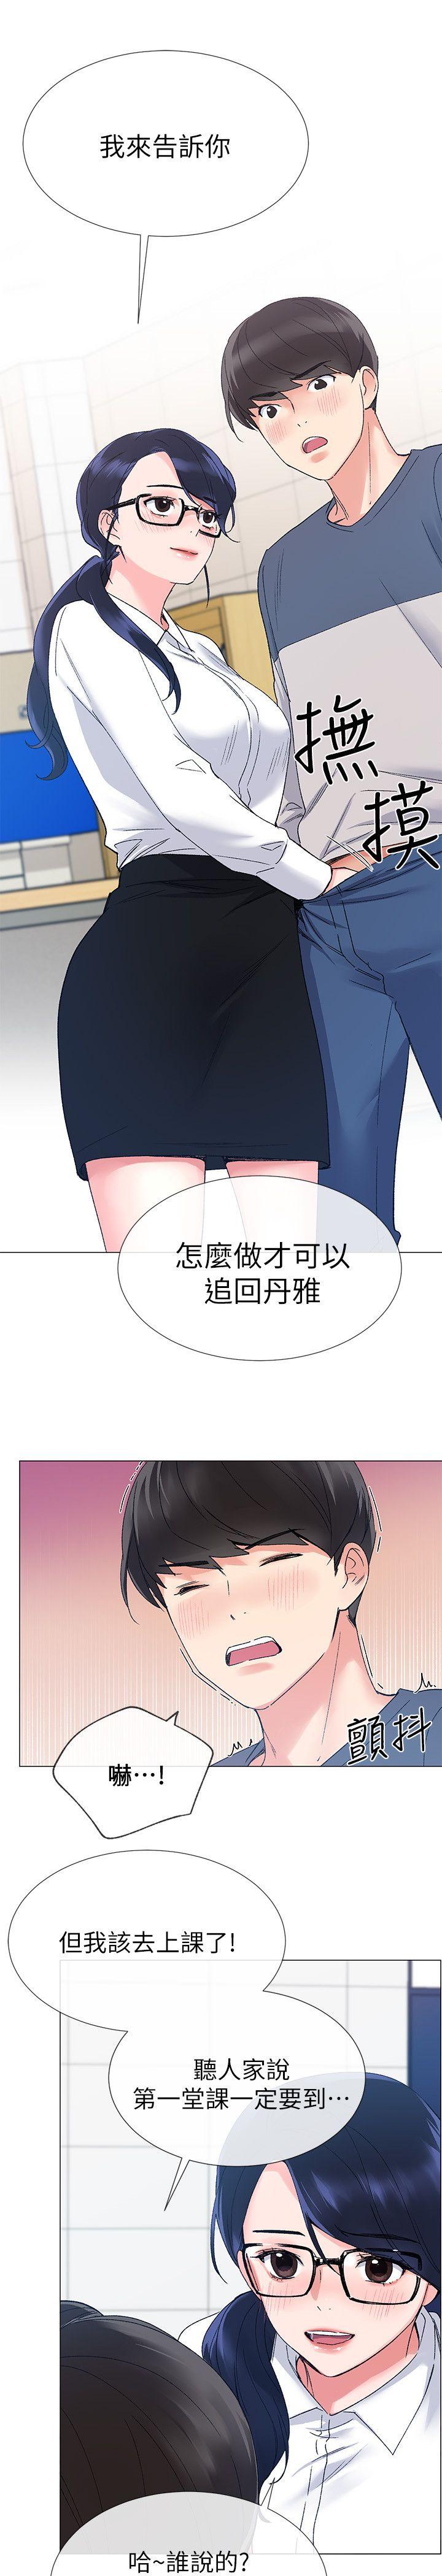 我來告訴你
撫摸
怎麼做才可以
追回丹雅
嚇⋯!
顫抖
但我該去上課了!
聽人家說
第一堂課一定要到⋯
哈~誰說的?